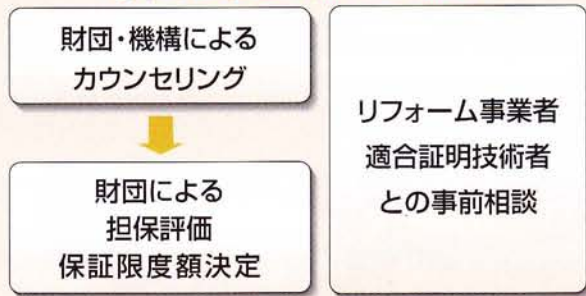 財団・機構による
カウンセリング
財団による
担保評価
保証限度額決定
リフォーム事業者
適合証明技術者
との事前相談